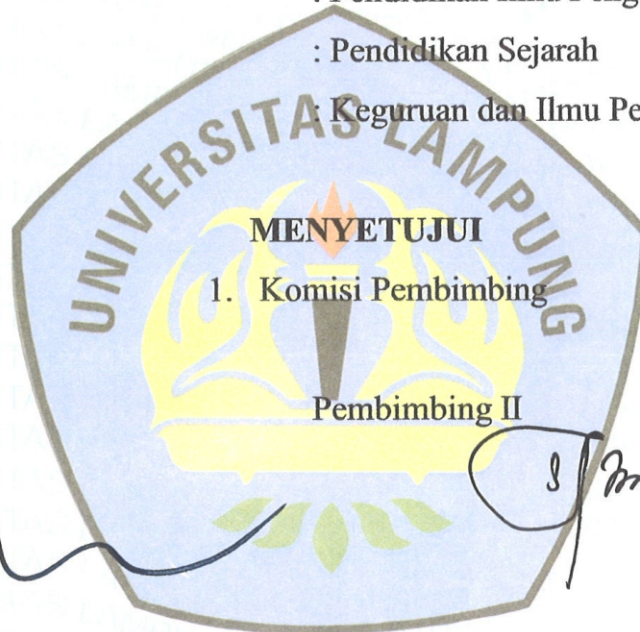 : Pendidikan Sejarah
: Keguruan dan Ilmu Pe
UNIVERSITAS LAMPUNG
MENYETUJUI
1. Komisi Pembimbing
Pembimbing II